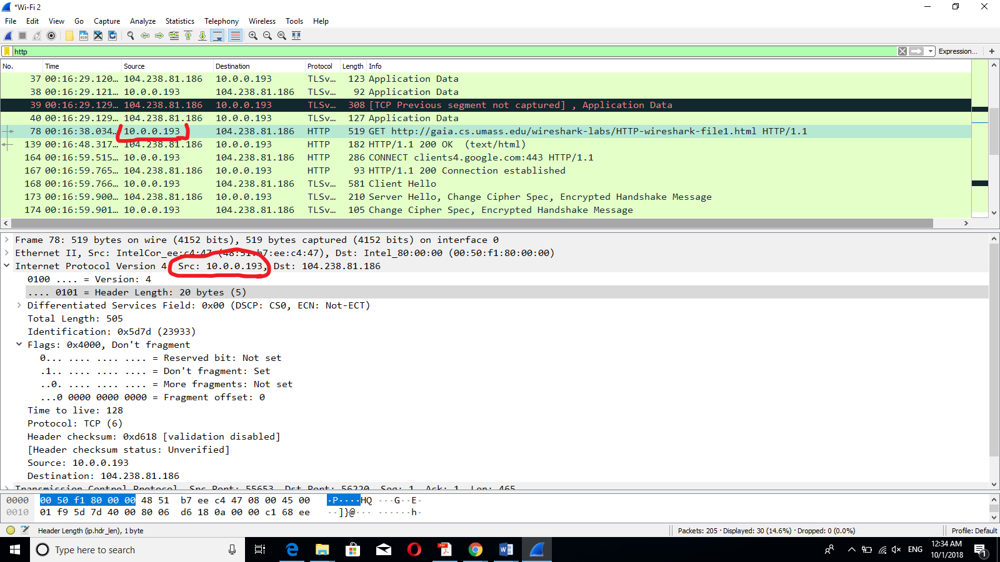 *Wi-Fi 2
File Edit View Go Capture Analyze Statistics Telephony Wireless Tools Help
http Expression... +
No. Time Source Destination Protocol Length Info
37 00:16:29.120… 104.238.81.186 10.0.0.193 TLSv… 123 Application Data
38 00:16:29.121… 10.0.0.193 104.238.81.186 TLSv… 92 Application Data
39 00:16:29.129… 104.238.81.186 10.0.0.193 TLSv… 308 [TCP Previous segment not captured] , Application Data
40 00:16:29.129… 104.238.81.186 10.0.0.193 TLSv… 127 Application Data
78 00:16:38.034… 10.0.0.193 104.238.81.186 HTTP 519 GET http://gaia.cs.umass.edu/wireshark-labs/HTTP-wireshark-file1.html HTTP/1.1
139 00:16:48.317… 104.238.81.186 10.0.0.193 HTTP 182 HTTP/1.1 200 OK (text/html)
164 00:16:59.515… 10.0.0.193 104.238.81.186 HTTP 286 CONNECT clients4.google.com:443 HTTP/1.1
167 00:16:59.765… 104.238.81.186 10.0.0.193 HTTP 93 HTTP/1.1 200 Connection established
168 00:16:59.766… 10.0.0.193 104.238.81.186 TLSv… 581 Client Hello
173 00:16:59.900… 104.238.81.186 10.0.0.193 TLSv… 210 Server Hello, Change Cipher Spec, Encrypted Handshake Message
174 00:16:59.901… 10.0.0.193 104.238.81.186 TLSv… 105 Change Cipher Spec, Encrypted Handshake Message
Frame 78: 519 bytes on wire (4152 bits), 519 bytes captured (4152 bits) on interface 0
Ethernet II, Src: IntelCor_ee:c4:47 (48:51:b7:ee:c4:47), Dst: Intel_80:00:00 (00:50:f1:80:00:00)
Internet Protocol Version 4 Src: 10.0.0.193, Dst: 104.238.81.186
0100 .... = Version: 4
.... 0101 = Header Length: 20 bytes (5)
Differentiated Services Field: 0x00 (DSCP: CS0, ECN: Not-ECT)
Total Length: 505
Identification: 0x5d7d (23933)
Flags: 0x4000, Don't fragment
0... .... .... .... = Reserved bit: Not set
.1.. .... .... .... = Don't fragment: Set
..0. .... .... .... = More fragments: Not set
...0 0000 0000 0000 = Fragment offset: 0
Time to live: 128
Protocol: TCP (6)
Header checksum: 0xd618 [validation disabled]
[Header checksum status: Unverified]
Source: 10.0.0.193
Destination: 104.238.81.186
Transmission Control Protocol, Src Port: 55653, Dst Port: 56220, Seq: 1, Ack: 1, Len: 465
0000 00 50 f1 80 00 00 48 51 b7 ee c4 47 08 00 45 00 ·P····HQ ···G··E·
0010 01 f9 5d 7d 40 00 80 06 d6 18 0a 00 00 c1 68 ee ··]}@··· ······h·
Header Length (ip.hdr_len), 1 byte Packets: 205 · Displayed: 30 (14.6%) · Dropped: 0 (0.0%) Profile: Default
Type here to search ENG 12:34 AM
10/1/2018 1